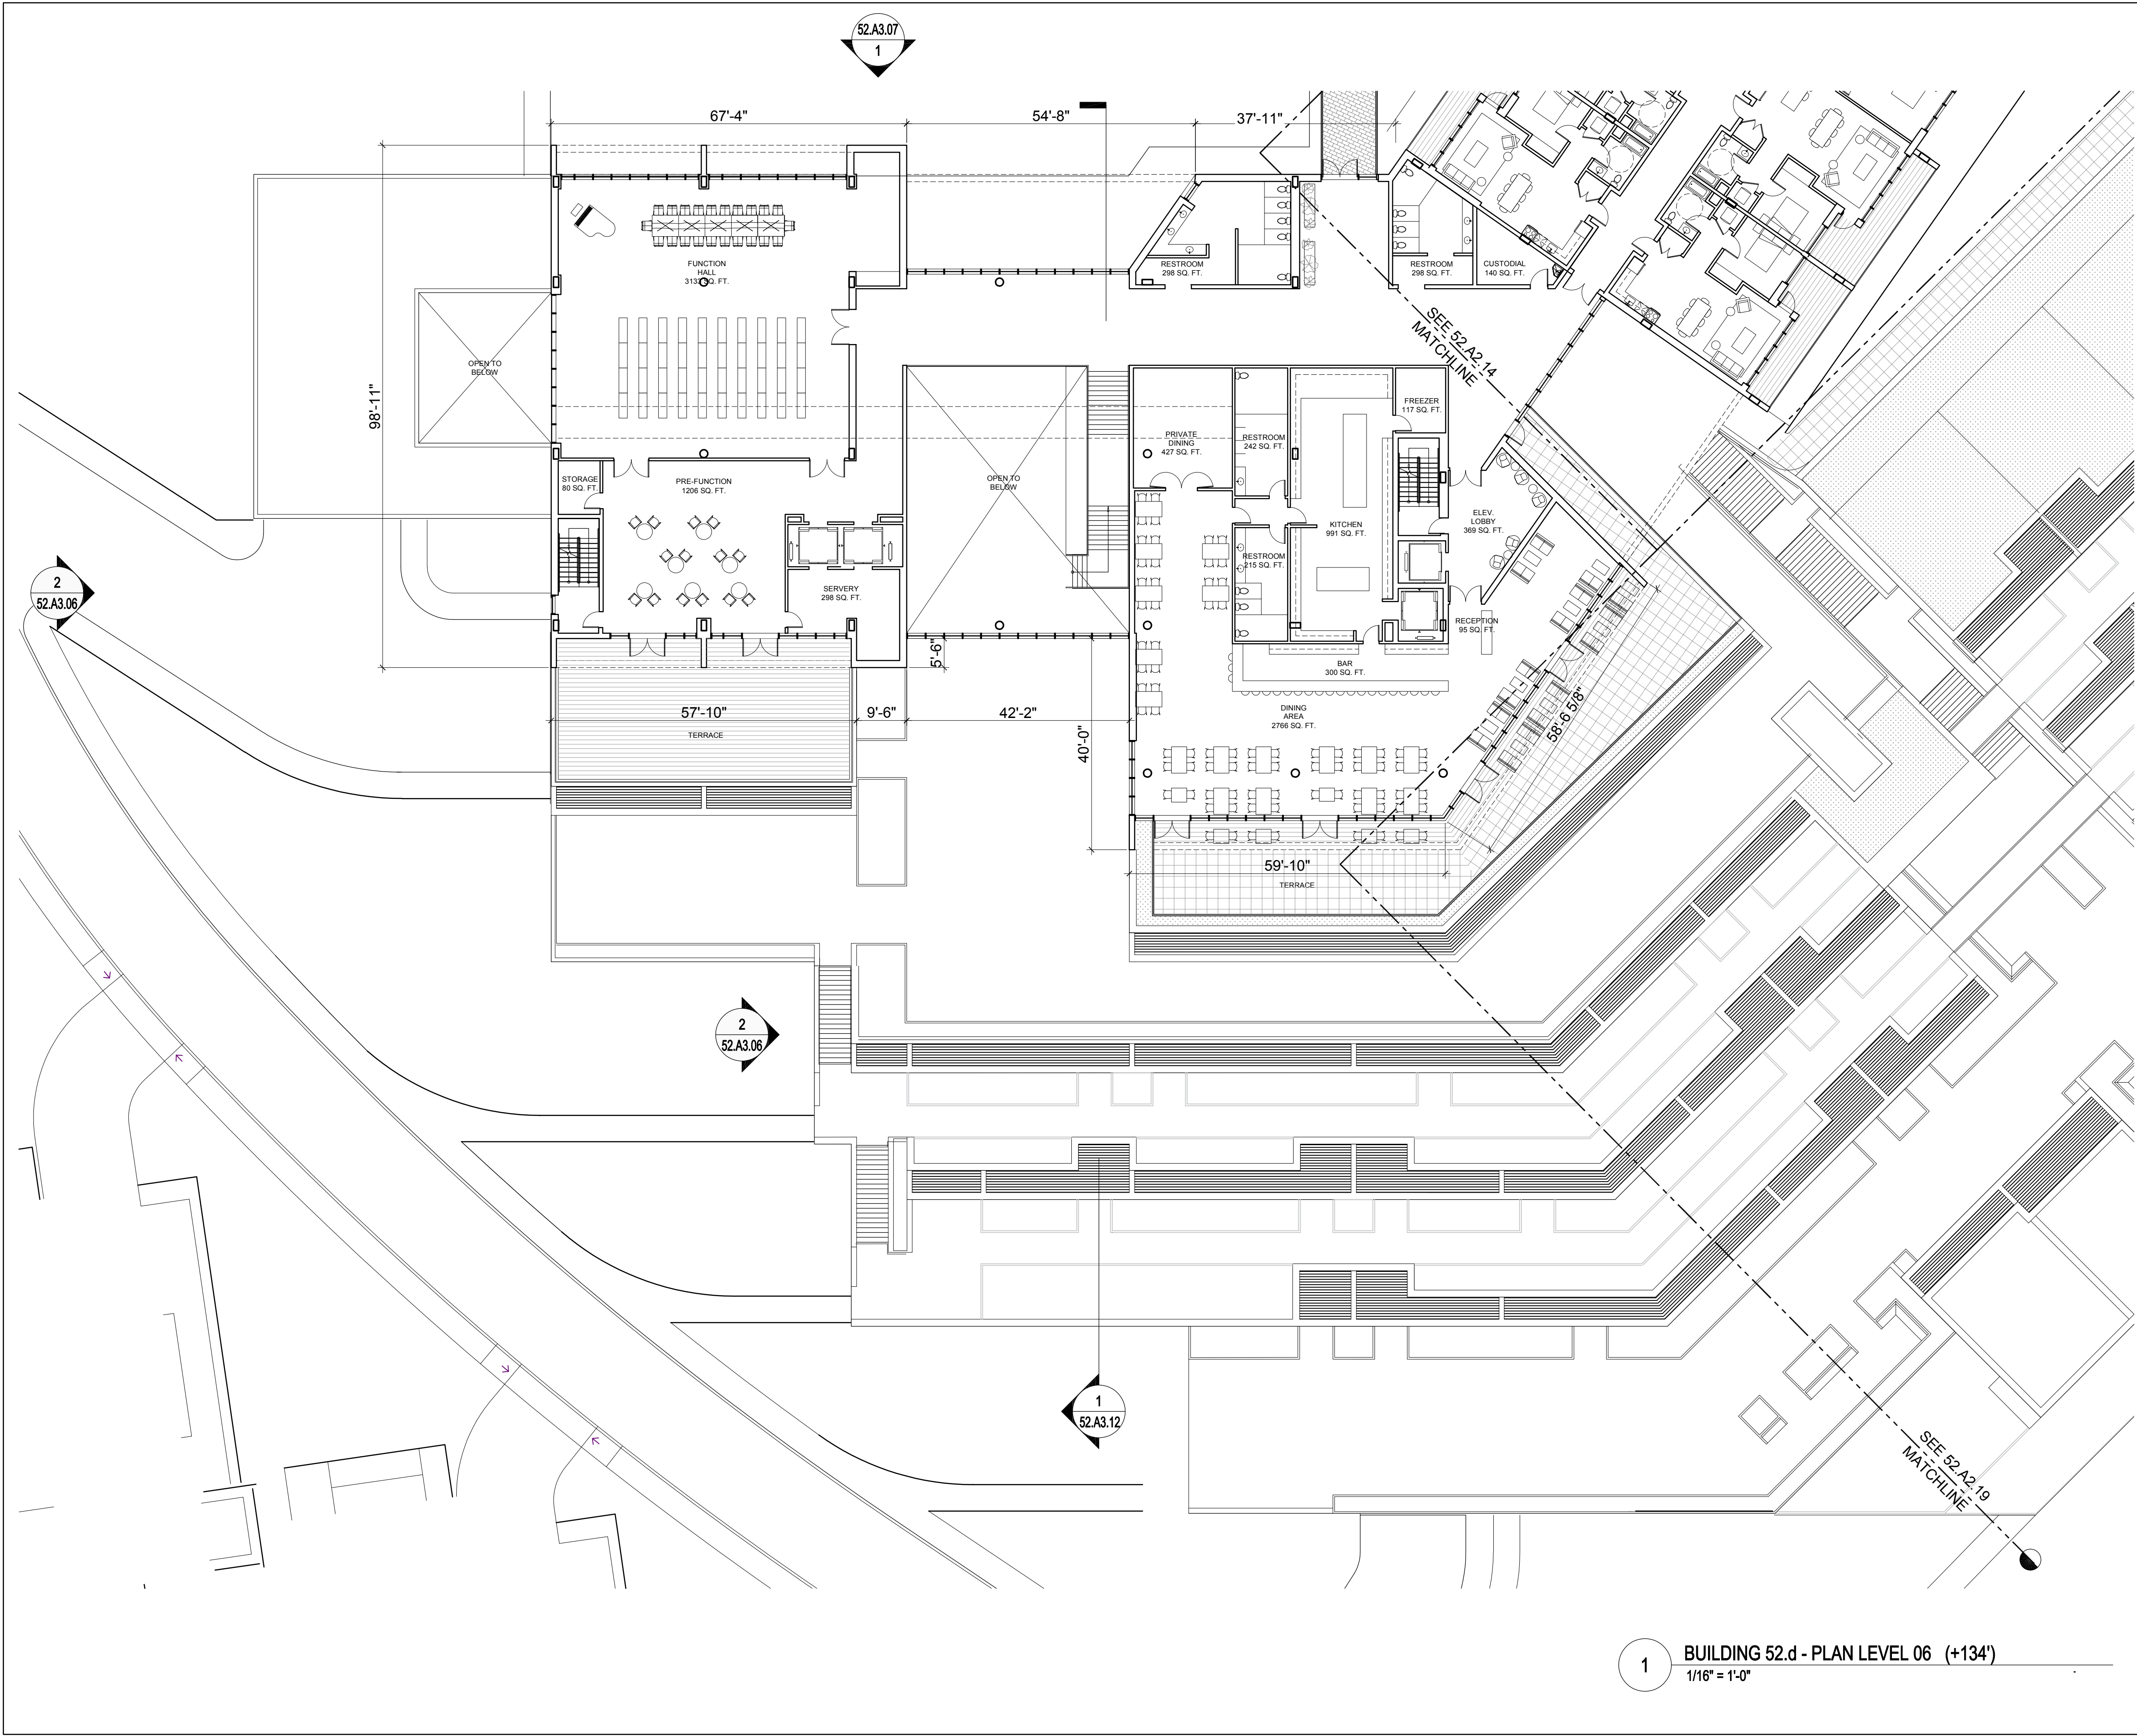 52.A3.07
1
67'-4"
54'-8"
37'-11"
98'-11"
FUNCTION
HALL
3132 SQ. FT.
RESTROOM
298 SQ. FT.
RESTROOM
298 SQ. FT.
CUSTODIAL
140 SQ. FT.
SEE 52.A2.14
MATCHLINE
OPEN TO
BELOW
FREEZER
117 SQ. FT.
PRIVATE
DINING
427 SQ. FT.
RESTROOM
242 SQ. FT.
STORAGE
80 SQ. FT.
PRE-FUNCTION
1206 SQ. FT.
OPEN TO
BELOW
KITCHEN
991 SQ. FT.
ELEV.
LOBBY
369 SQ. FT.
RESTROOM
215 SQ. FT.
2
52.A3.06
SERVERY
298 SQ. FT.
RECEPTION
95 SQ. FT.
5'-6"
BAR
300 SQ. FT.
57'-10"
9'-6"
42'-2"
TERRACE
DINING
AREA
2766 SQ. FT.
40'-0"
58'-6 5/8"
59'-10"
TERRACE
2
52.A3.06
1
52.A3.12
SEE 52.A2.19
MATCHLINE
1
BUILDING 52.d - PLAN LEVEL 06 (+134')
1/16" = 1'-0"